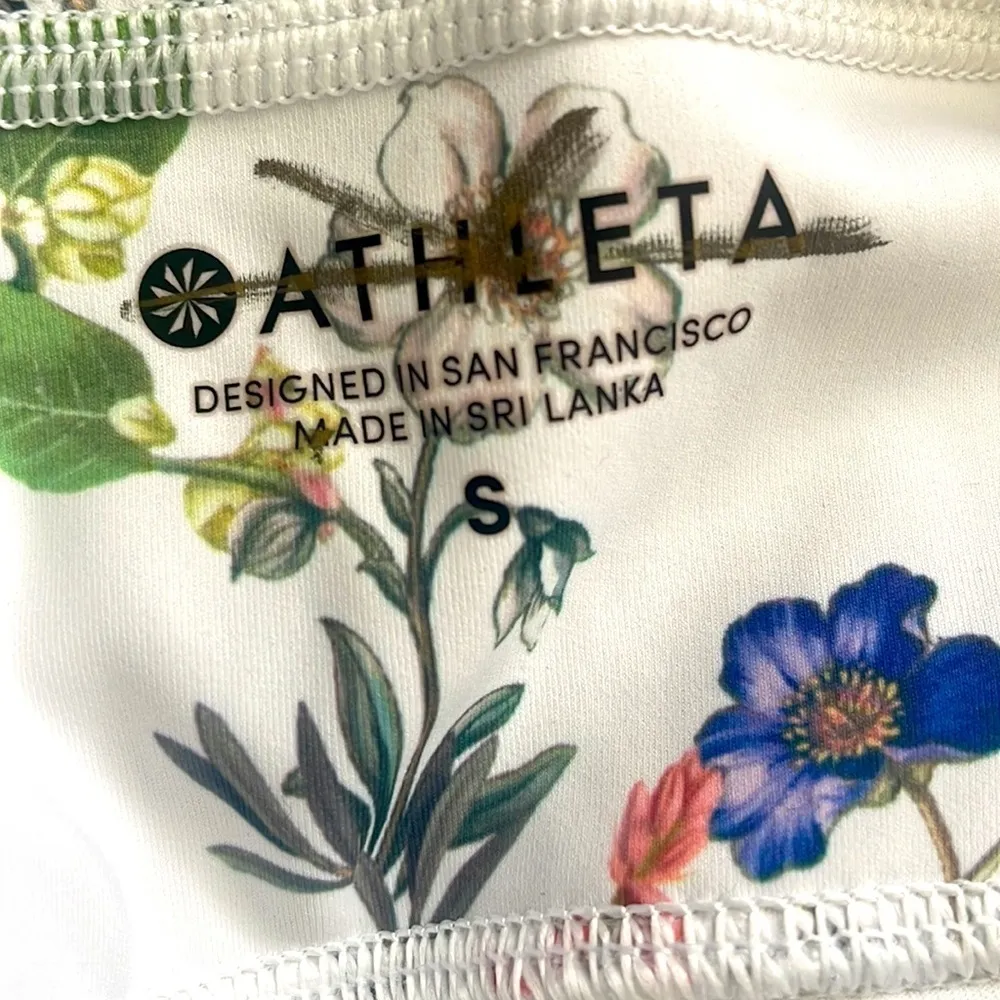 ATHLETA
DESIGNED IN SAN FRANCISCO
MADE IN SRI LANKA
S